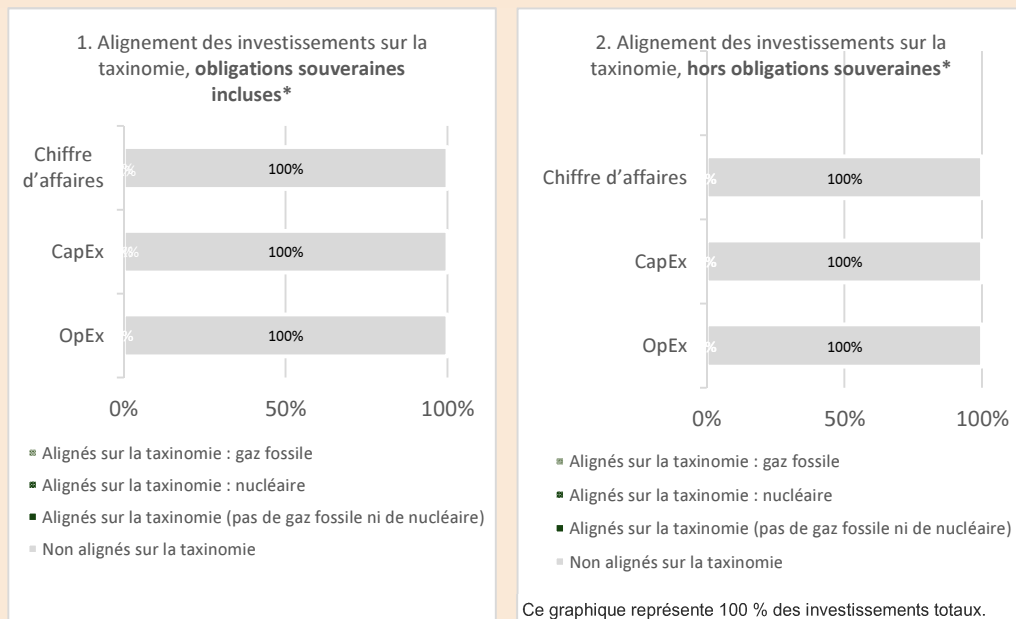 1. Alignement des investissements sur la
taxinomie, obligations souveraines
incluses*
Chiffre
d’affaires
100%
CapEx
100%
OpEx
100%
0%
50%
100%
Alignés sur la taxinomie : gaz fossile
Alignés sur la taxinomie : nucléaire
Alignés sur la taxinomie (pas de gaz fossile ni de nucléaire)
Non alignés sur la taxinomie
2. Alignement des investissements sur la
taxinomie, hors obligations souveraines*
Chiffre d’affaires
100%
CapEx
100%
OpEx
100%
0%
50%
100%
Alignés sur la taxinomie : gaz fossile
Alignés sur la taxinomie : nucléaire
Alignés sur la taxinomie (pas de gaz fossile ni de nucléaire)
Non alignés sur la taxinomie
Ce graphique représente 100 % des investissements totaux.